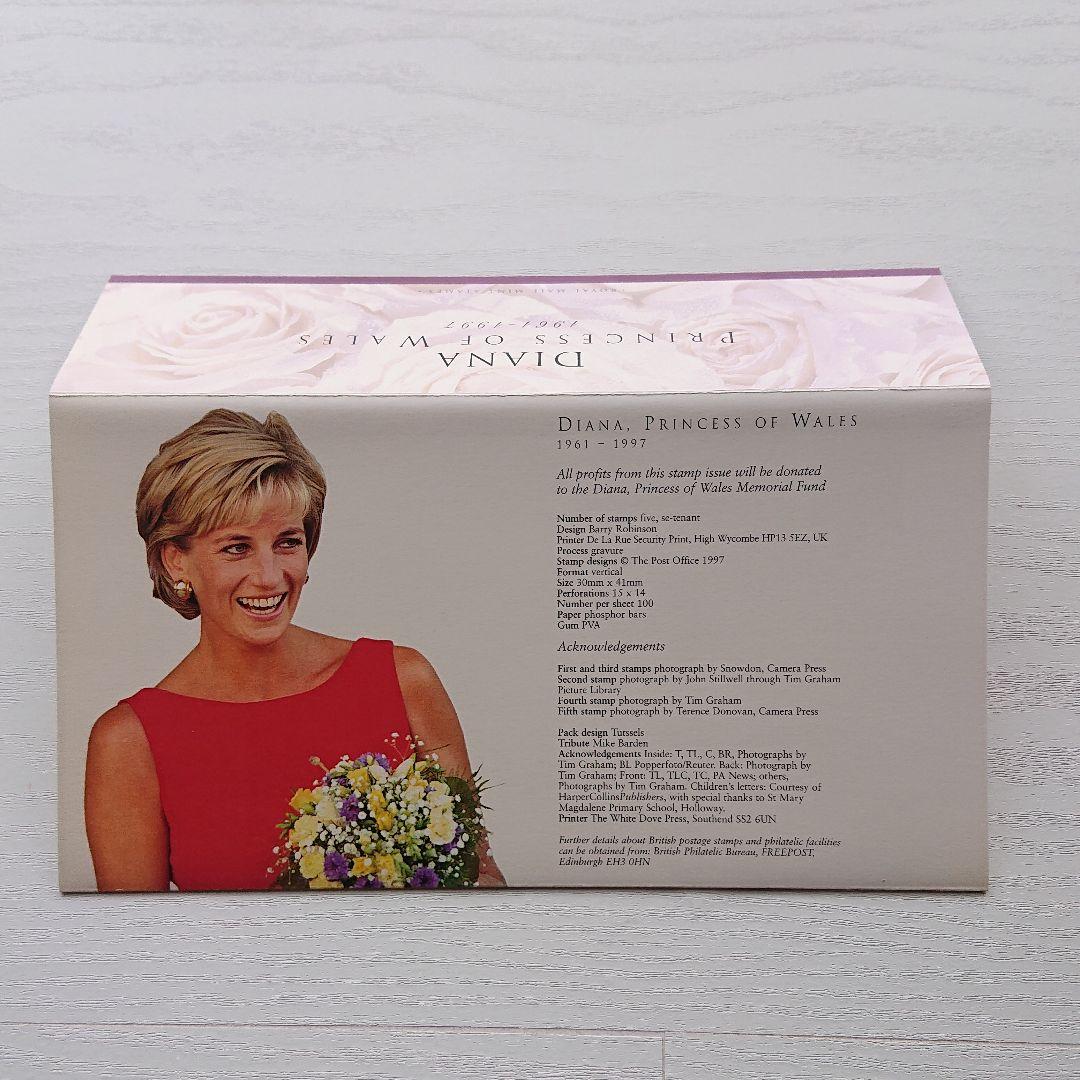 · ROYAL MAIL MINT STAMPS ·
1961-1997
PRINCESS OF WALES
DIANA
DIANA, PRINCESS OF WALES
1961 – 1997
All profits from this stamp issue will be donated
to the Diana, Princess of Wales Memorial Fund
Number of stamps five, se-tenant
Design Barry Robinson
Printer De La Rue Security Print, High Wycombe HP13 5EZ, UK
Process gravure
Stamp designs © The Post Office 1997
Format vertical
Size 30mm x 41mm
Perforations 15 x 14
Number per sheet 100
Paper phosphor bars
Gum PVA
Acknowledgements
First and third stamps photograph by Snowdon, Camera Press
Second stamp photograph by John Stillwell through Tim Graham
Picture Library
Fourth stamp photograph by Tim Graham
Fifth stamp photograph by Terence Donovan, Camera Press
Pack design Tutssels
Tribute Mike Barden
Acknowledgements Inside: T, TL, C, BR, Photographs by
Tim Graham; BL Popperfoto/Reuter. Back: Photograph by
Tim Graham; Front: TL, TLC, TC, PA News; others,
Photographs by Tim Graham. Children's letters: Courtesy of
HarperCollinsPublishers, with special thanks to St Mary
Magdalene Primary School, Holloway.
Printer The White Dove Press, Southend SS2 6UN
Further details about British postage stamps and philatelic facilities
can be obtained from: British Philatelic Bureau, FREEPOST,
Edinburgh EH3 0HN